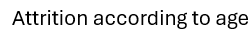 Attrition according to age